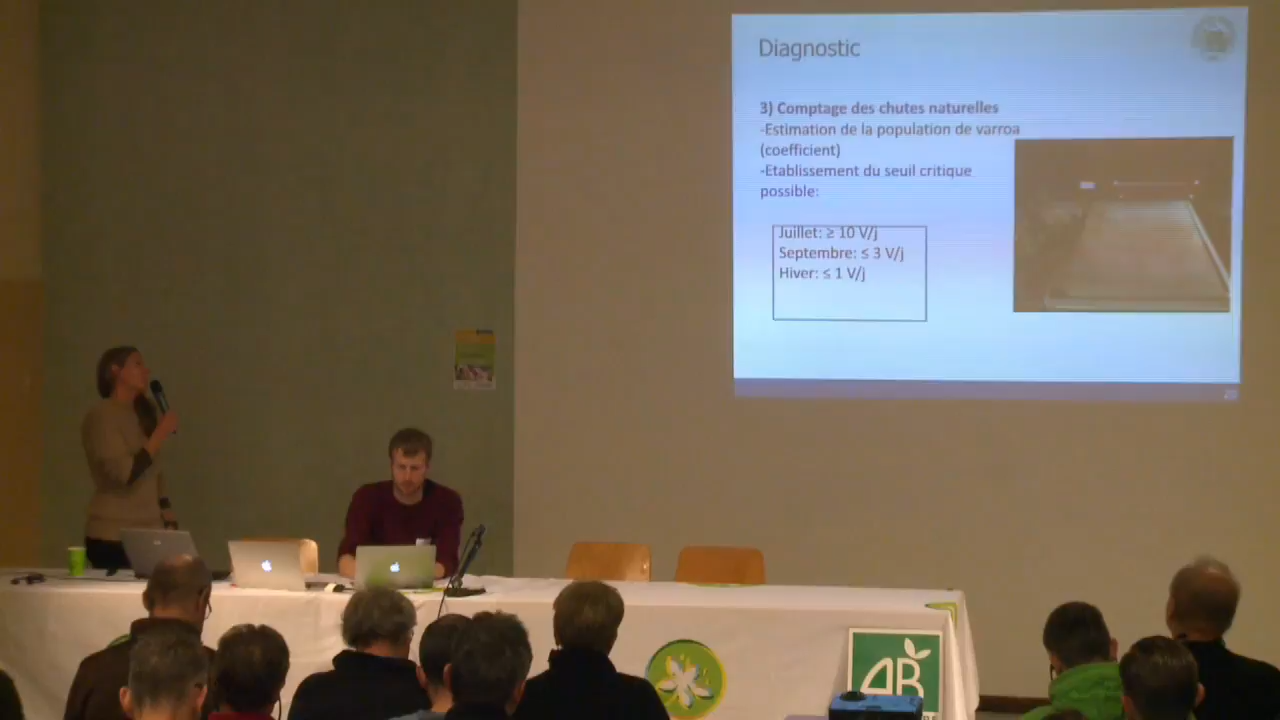 Diagnostic
3) Comptage des chutes naturelles
-Estimation de la population de varroa
(coefficient)
-Etablissement du seuil critique
possible:
Juillet: ≥ 10 V/j
Septembre: ≤ 3 V/j
Hiver: ≤ 1 V/j
AB